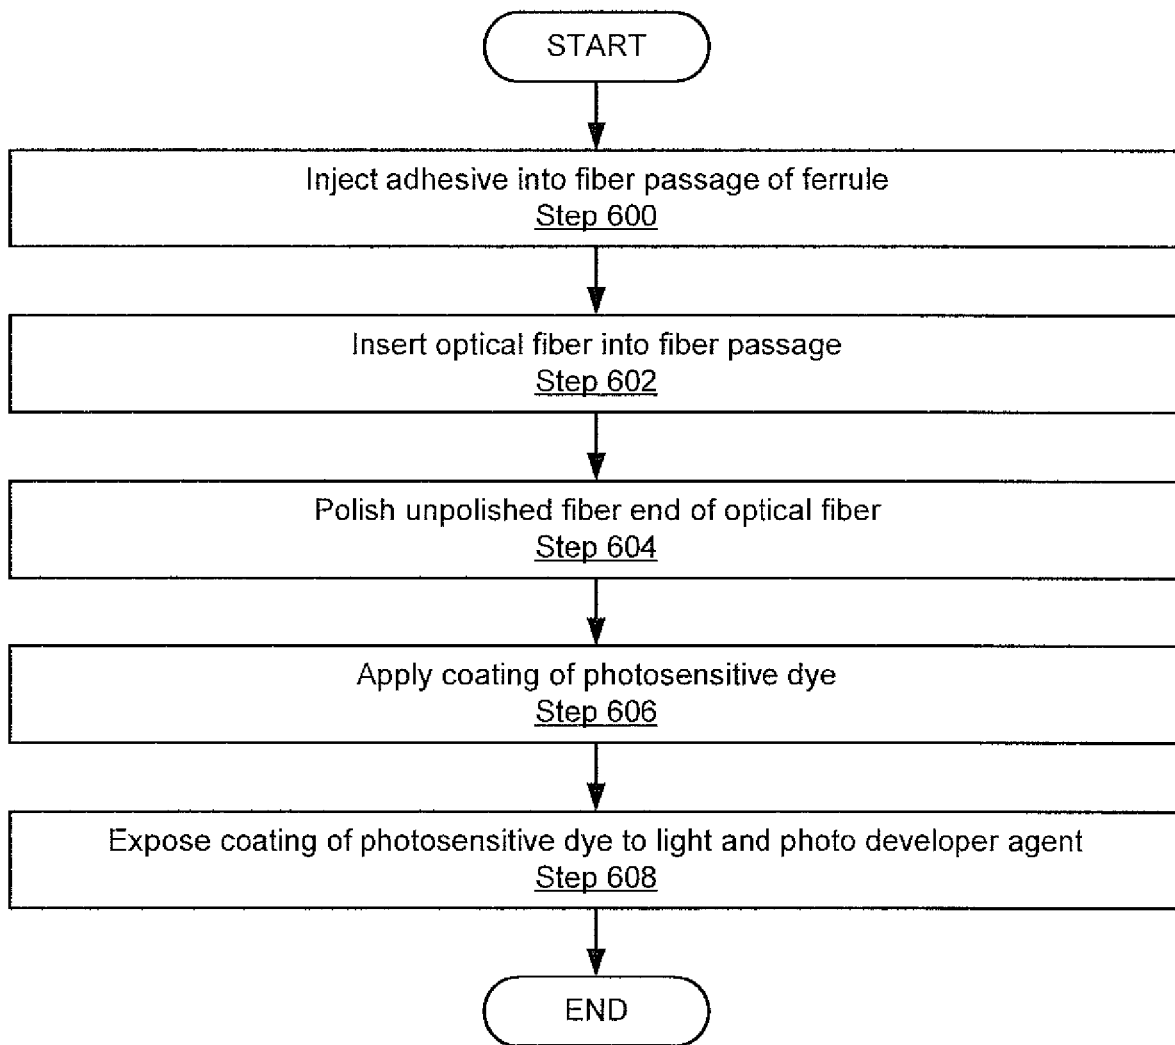 START
Inject adhesive into fiber passage of ferrule
Step 600
Insert optical fiber into fiber passage
Step 602
Polish unpolished fiber end of optical fiber
Step 604
Apply coating of photosensitive dye
Step 606
Expose coating of photosensitive dye to light and photo developer agent
Step 608
END